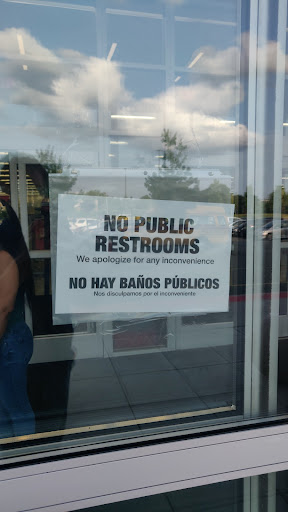 NO PUBLIC
RESTROOMS
We apologize for any inconvenience
NO HAY BAÑOS PÚBLICOS
Nos disculpamos por el inconveniente